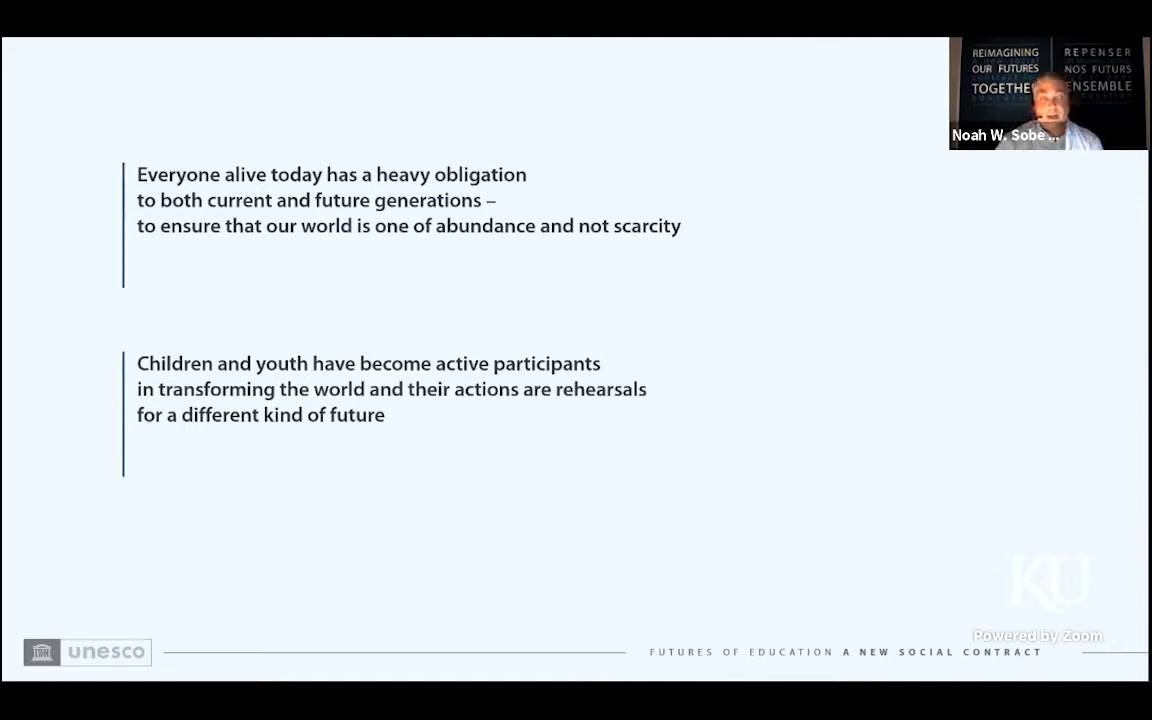 REIMAGINING
OUR FUTURES
REPENSER
NOS FUTURS
ENSEMBLE
Noah W. Sobe...
Everyone alive today has a heavy obligation
to both current and future generations –
to ensure that our world is one of abundance and not scarcity
Children and youth have become active participants
in transforming the world and their actions are rehearsals
for a different kind of future
KU
Powered by Zoom
unesco
FUTURES OF EDUCATION A NEW SOCIAL CONTRACT